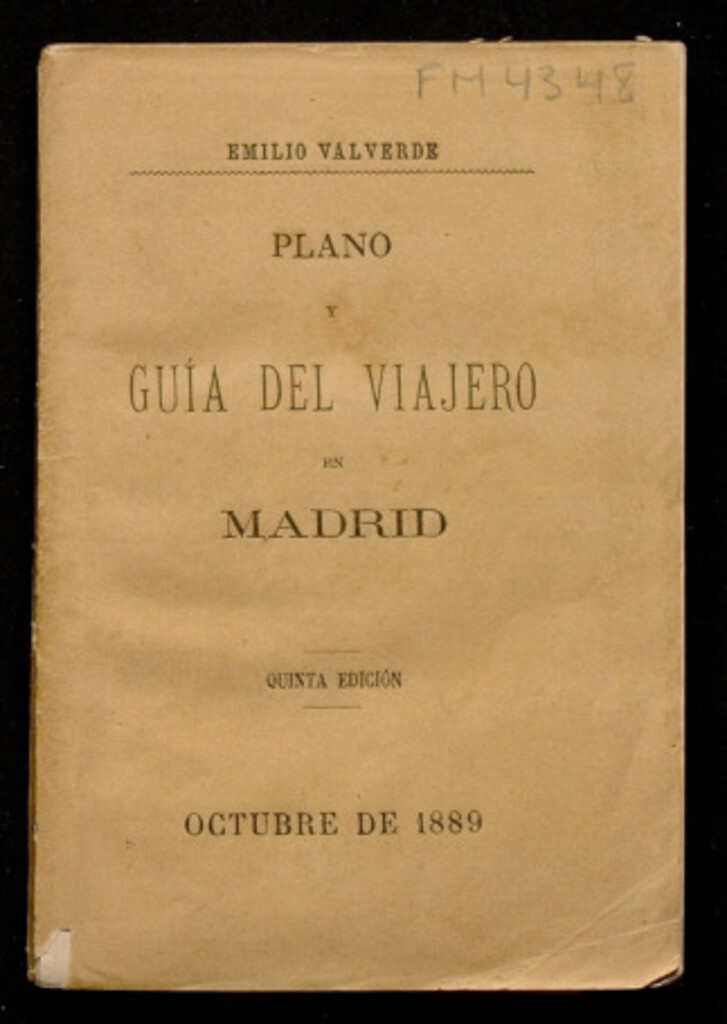 FM 4348
EMILIO VALVERDE
PLANO
Y
GUÍA DEL VIAJERO
EN
MADRID
QUINTA EDICIÓN
OCTUBRE DE 1889